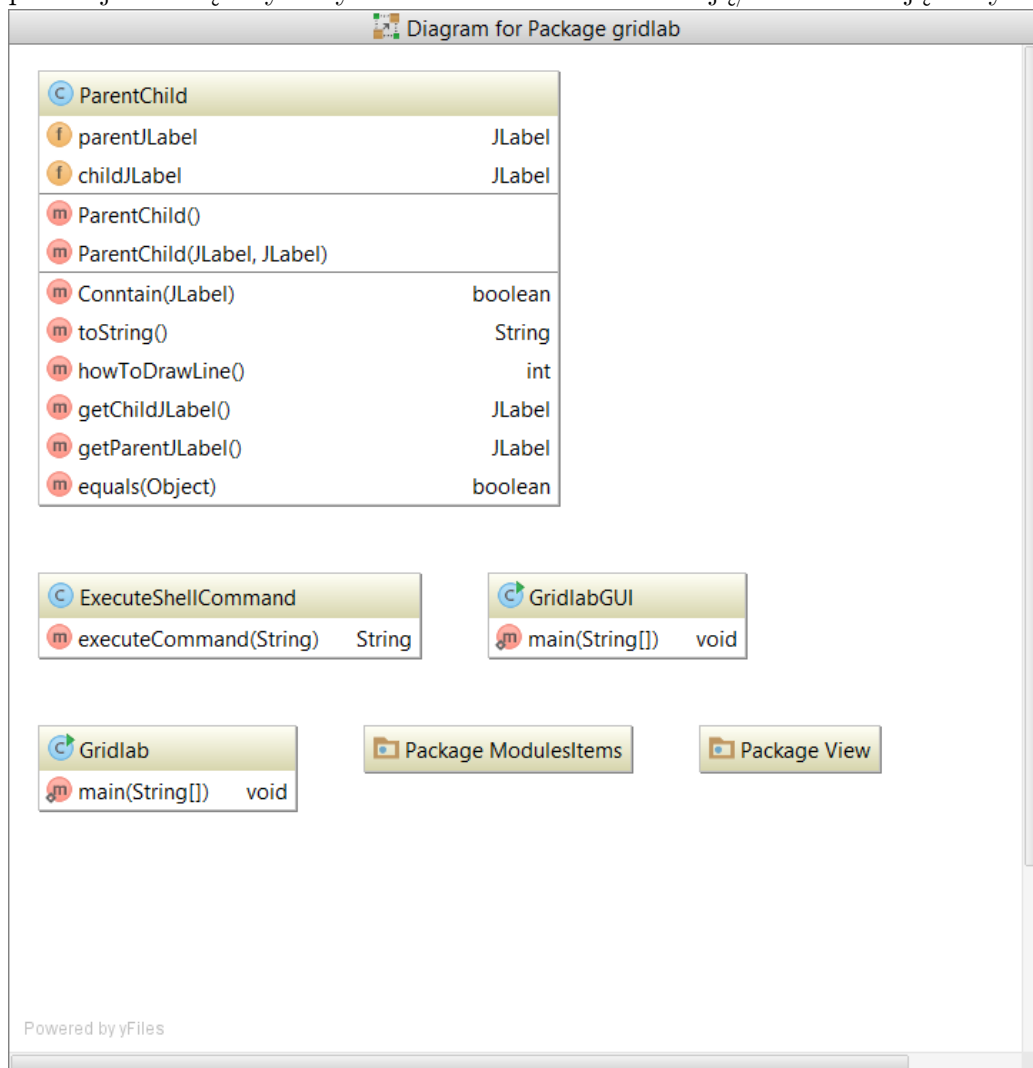 Diagram for Package gridlab
C ParentChild
f parentJLabel JLabel
f childJLabel JLabel
m ParentChild()
m ParentChild(JLabel, JLabel)
m Conntain(JLabel) boolean
m toString() String
m howToDrawLine() int
m getChildJLabel() JLabel
m getParentJLabel() JLabel
m equals(Object) boolean
C ExecuteShellCommand
m executeCommand(String) String
C GridlabGUI
m main(String[]) void
C Gridlab
m main(String[]) void
Package ModulesItems
Package View
Powered by yFiles